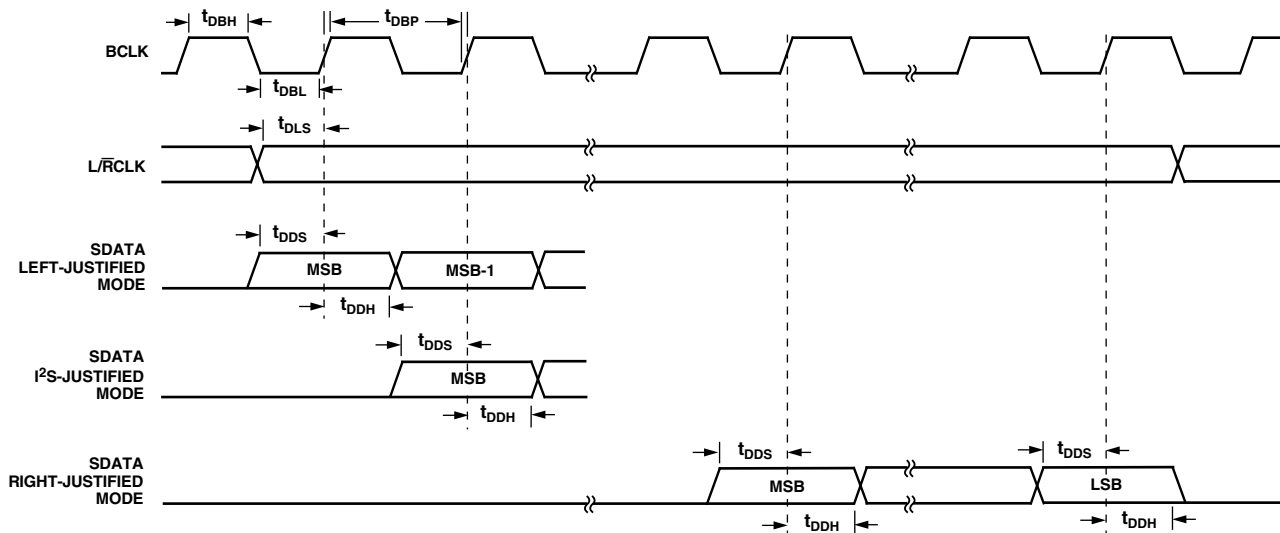 tDBH
tDBP
BCLK
tDBL
tDLS
L/R̅CLK
tDDS
SDATA
LEFT-JUSTIFIED
MODE
MSB
MSB-1
tDDH
tDDS
SDATA
I²S-JUSTIFIED
MODE
MSB
tDDH
tDDS
tDDS
SDATA
RIGHT-JUSTIFIED
MODE
MSB
LSB
tDDH
tDDH